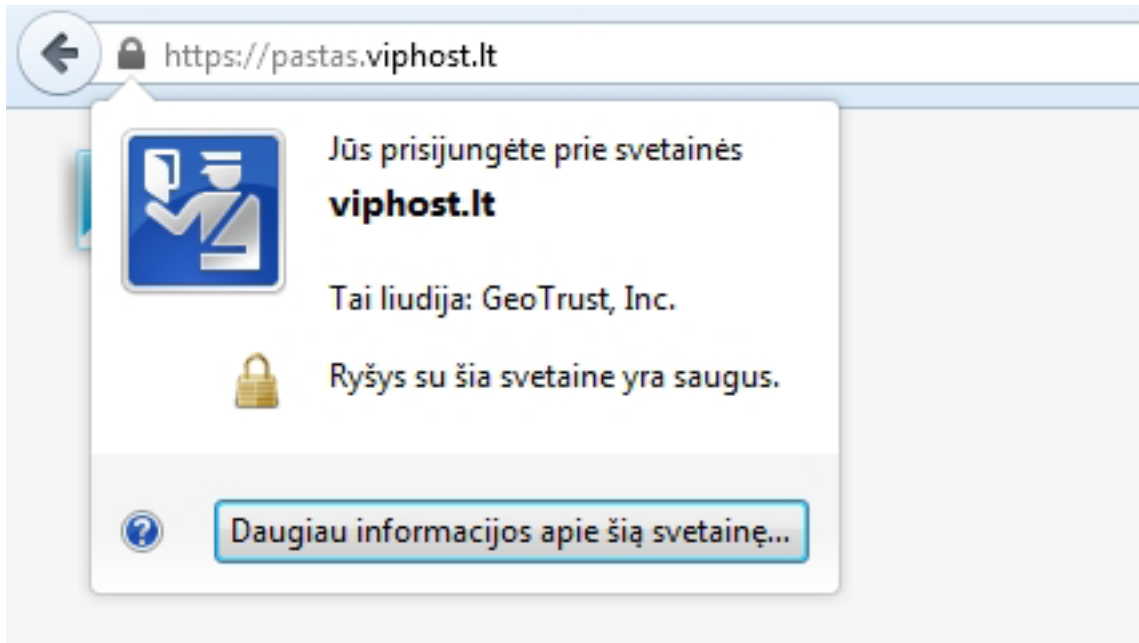 https://pastas.viphost.lt
Jūs prisijungėte prie svetainės
viphost.lt
Tai liudija: GeoTrust, Inc.
Ryšys su šia svetaine yra saugus.
Daugiau informacijos apie šią svetainę...